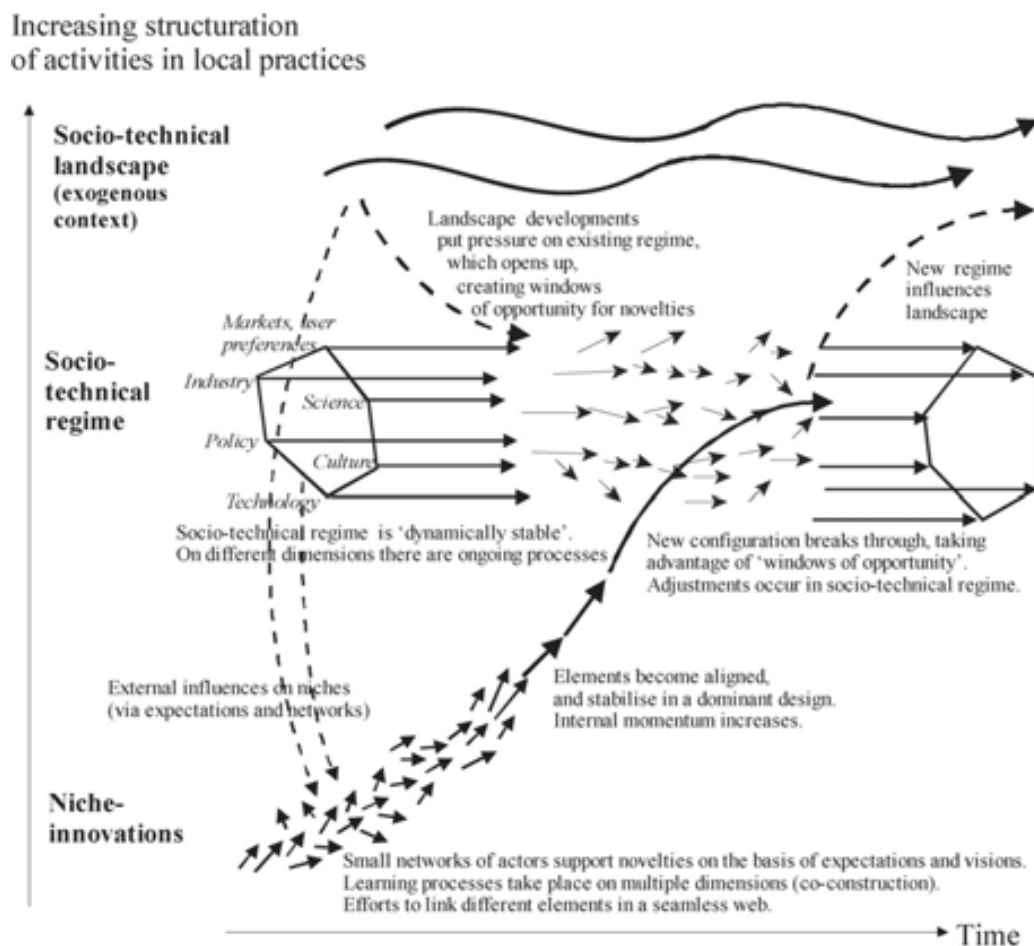 Increasing structuration
of activities in local practices
Socio-technical
landscape
(exogenous
context)
Landscape developments
put pressure on existing regime,
which opens up,
creating windows
of opportunity for novelties
New regime
influences
landscape
Markets, user
preferences
Socio-
technical
regime
Industry
Science
Policy
Culture
Technology
Socio-technical regime is ‘dynamically stable’.
On different dimensions there are ongoing processes
New configuration breaks through, taking
advantage of ‘windows of opportunity’.
Adjustments occur in socio-technical regime.
External influences on niches
(via expectations and networks)
Elements become aligned,
and stabilise in a dominant design.
Internal momentum increases.
Niche-
innovations
Small networks of actors support novelties on the basis of expectations and visions.
Learning processes take place on multiple dimensions (co-construction).
Efforts to link different elements in a seamless web.
Time